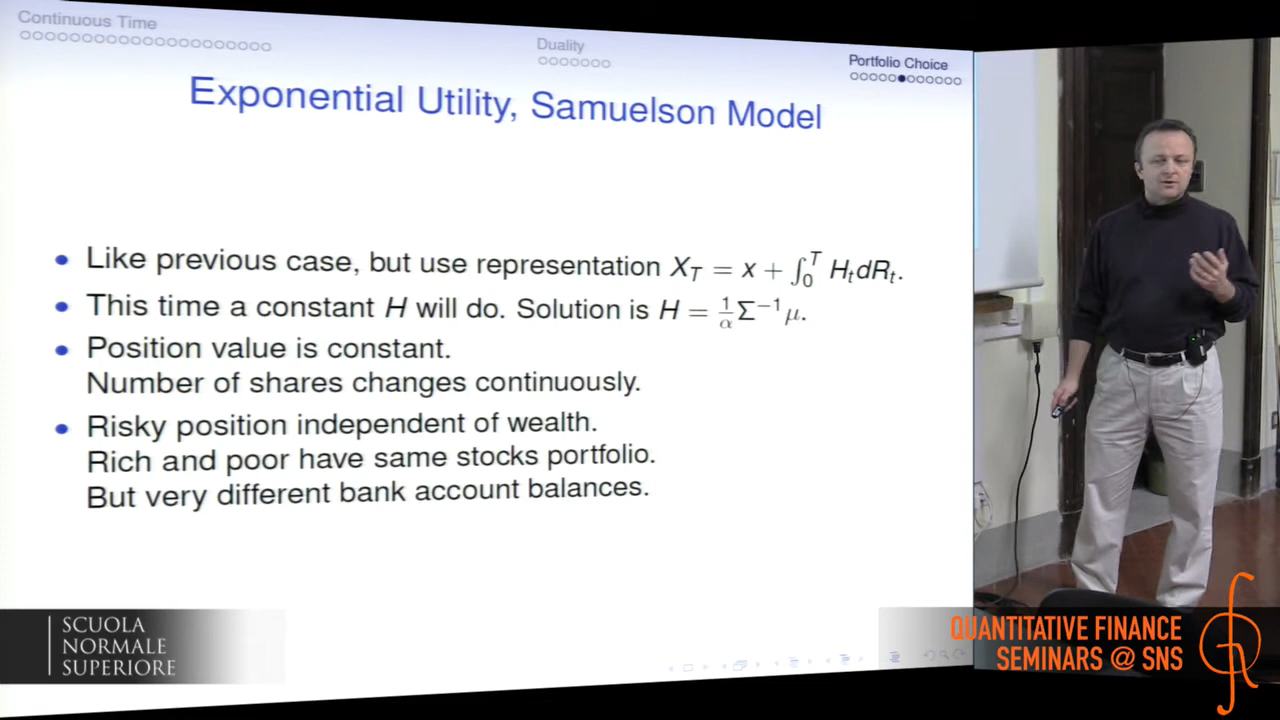 Continuous Time
Duality
Portfolio Choice
Exponential Utility, Samuelson Model
• Like previous case, but use representation X_T = x + ∫_0^T H_t dR_t.
• This time a constant H will do. Solution is H = \frac{1}{α} Σ^{-1} μ.
• Position value is constant.
Number of shares changes continuously.
• Risky position independent of wealth.
Rich and poor have same stocks portfolio.
But very different bank account balances.
SCUOLA
NORMALE
SUPERIORE
QUANTITATIVE FINANCE
SEMINARS @ SNS